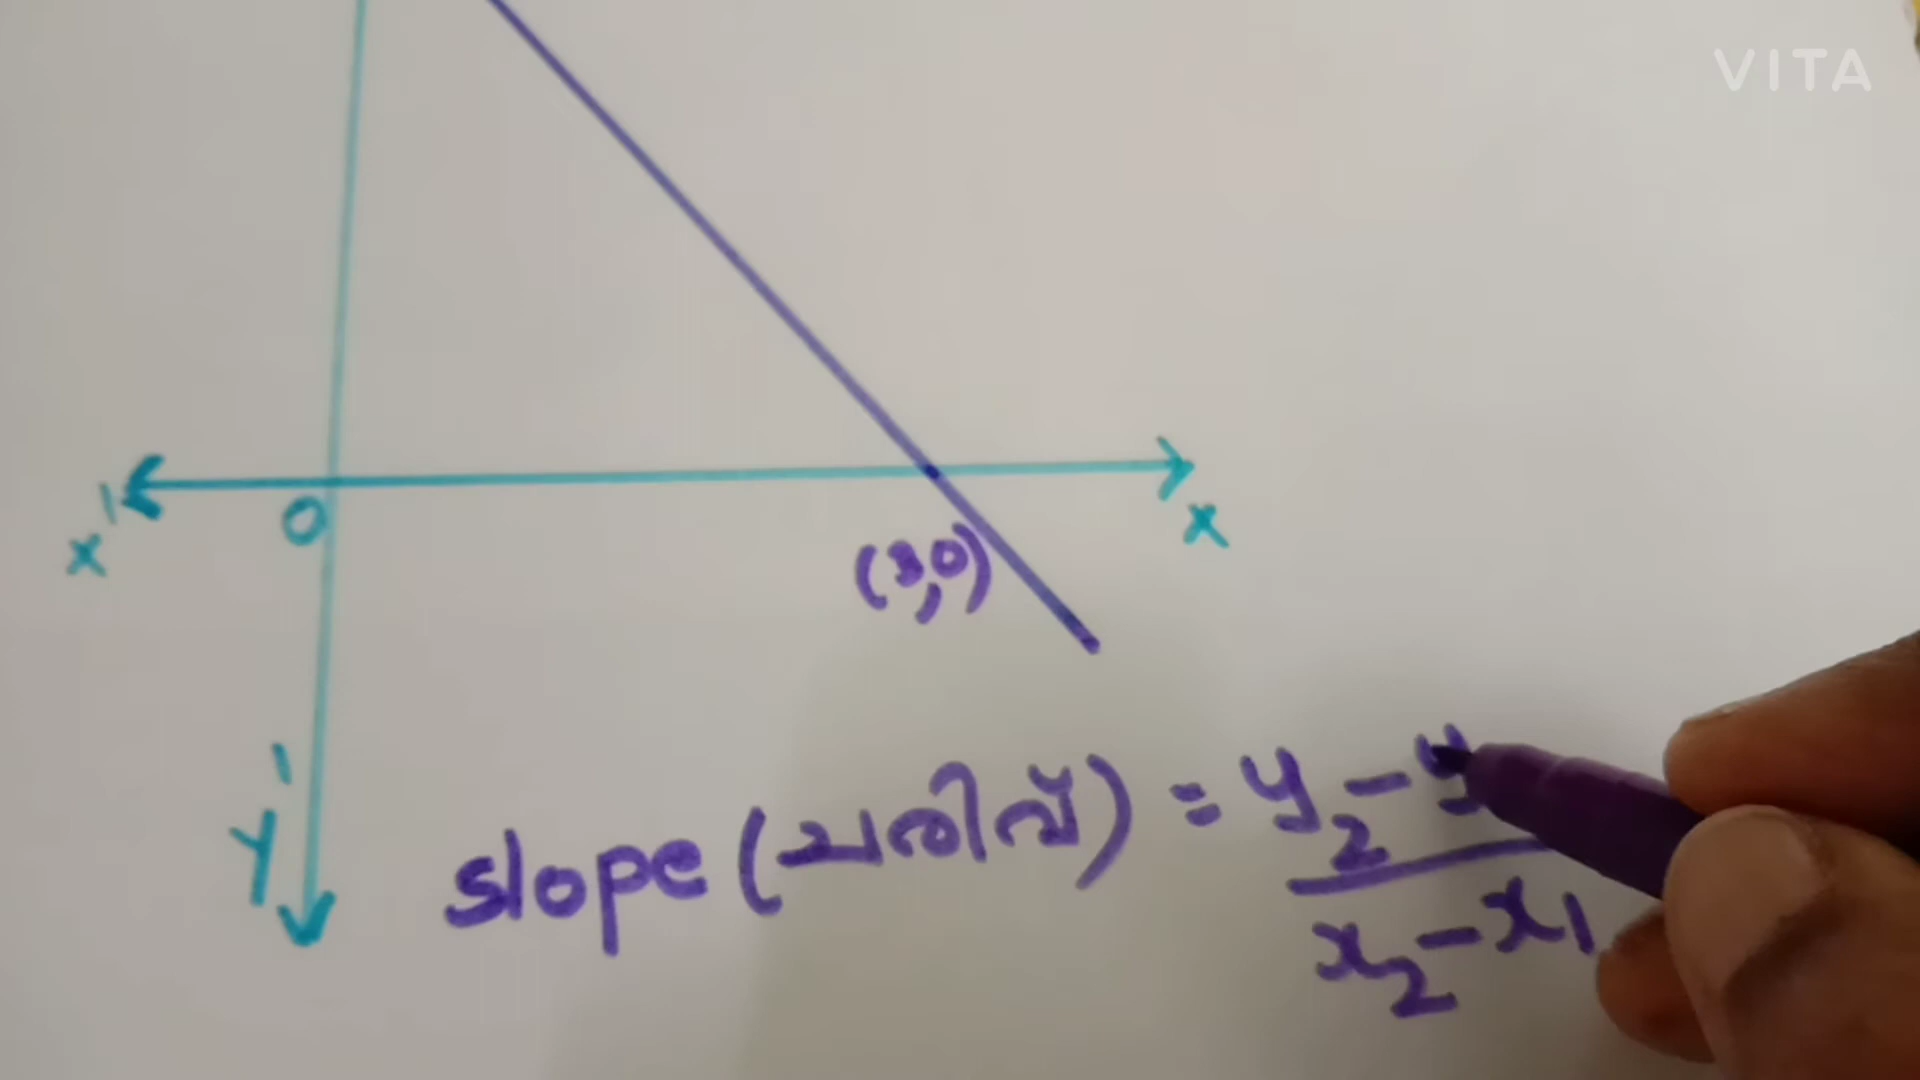 VITA
X'
O
X
(3,0)
Y'
slope (ചരിവ്) = y₂ - y
x₂ - x₁